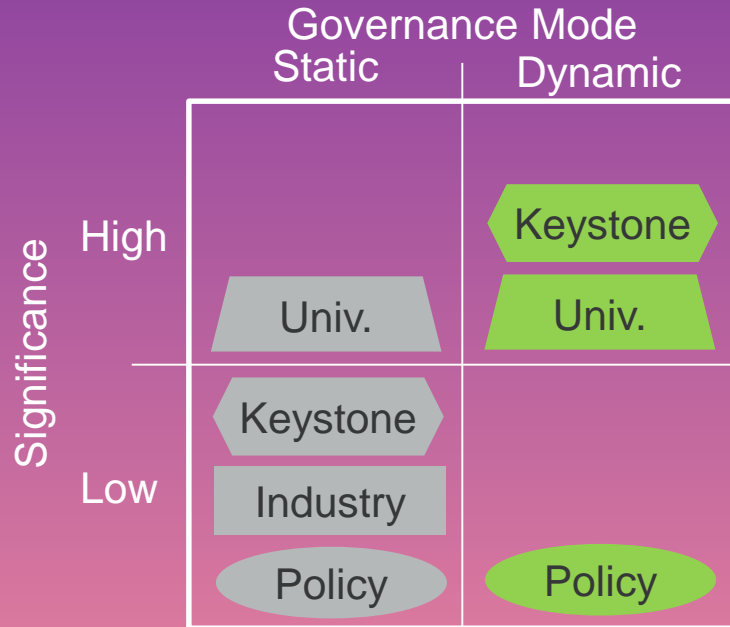 Governance Mode
Static Dynamic
Significance
High
Keystone
Univ. Univ.
Keystone
Low
Industry
Policy Policy